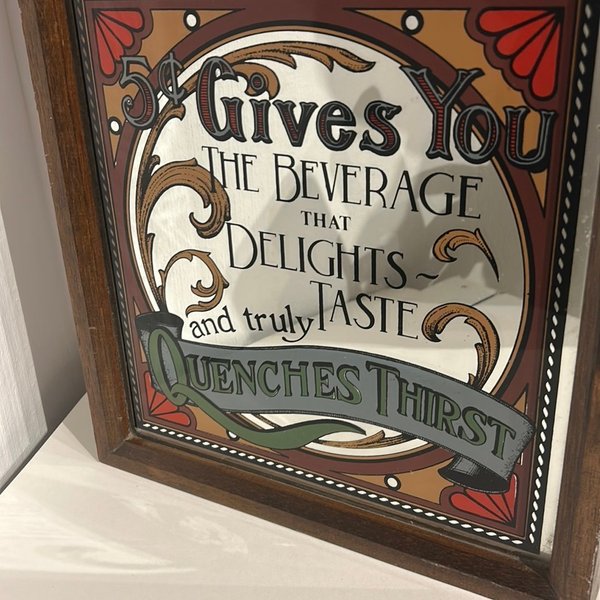 5¢ Gives You
THE BEVERAGE
THAT
DELIGHTS~
and truly TASTE
QUENCHES THIRST